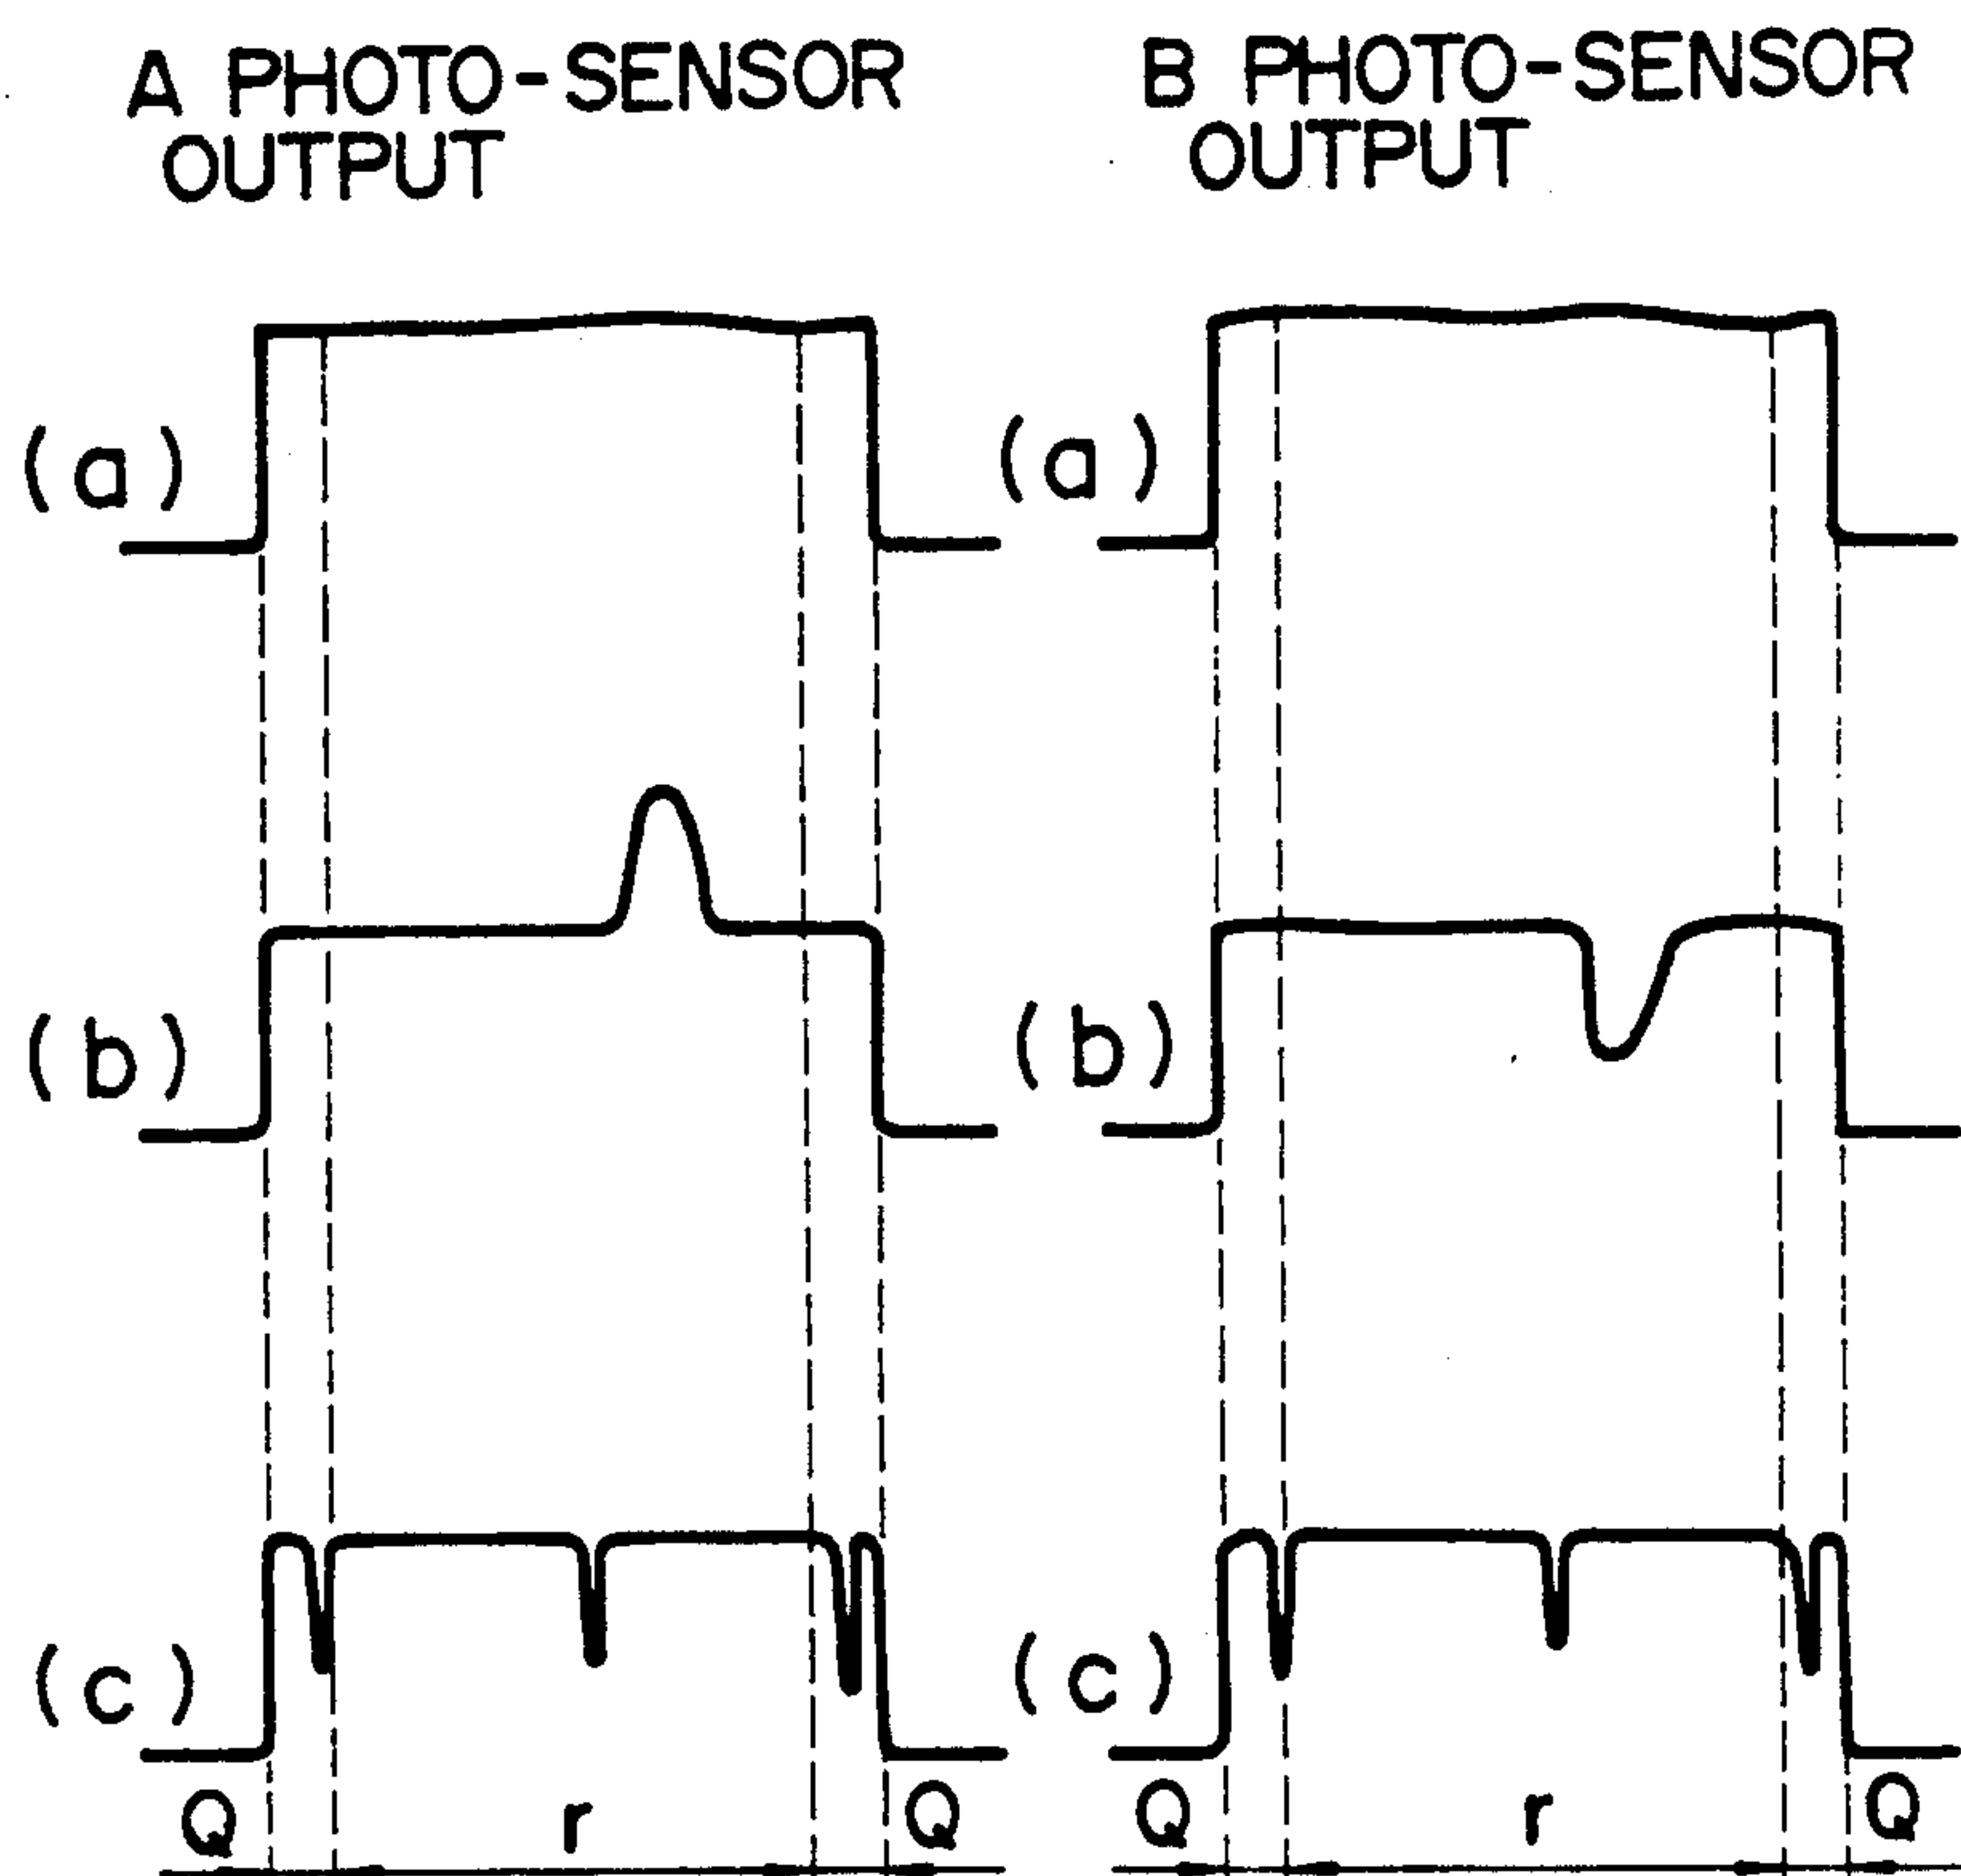 A PHOTO-SENSOR
OUTPUT
B PHOTO-SENSOR
OUTPUT
(a)
(a)
(b)
(b)
(c)
(c)
Q r Q
Q r Q